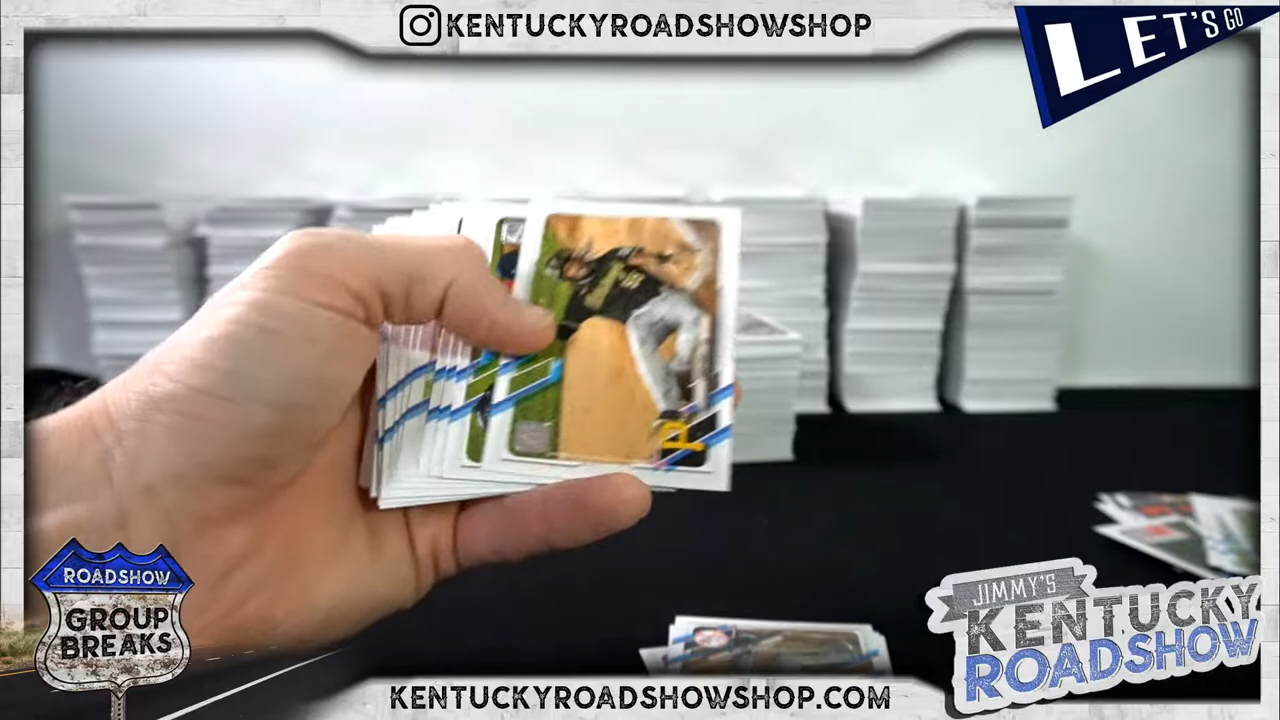 KENTUCKYROADSHOWSHOP
LET'S GO
P
ROADSHOW
GROUP
BREAKS
JIMMY'S
KENTUCKY
ROADSHOW
KENTUCKYROADSHOWSHOP.COM